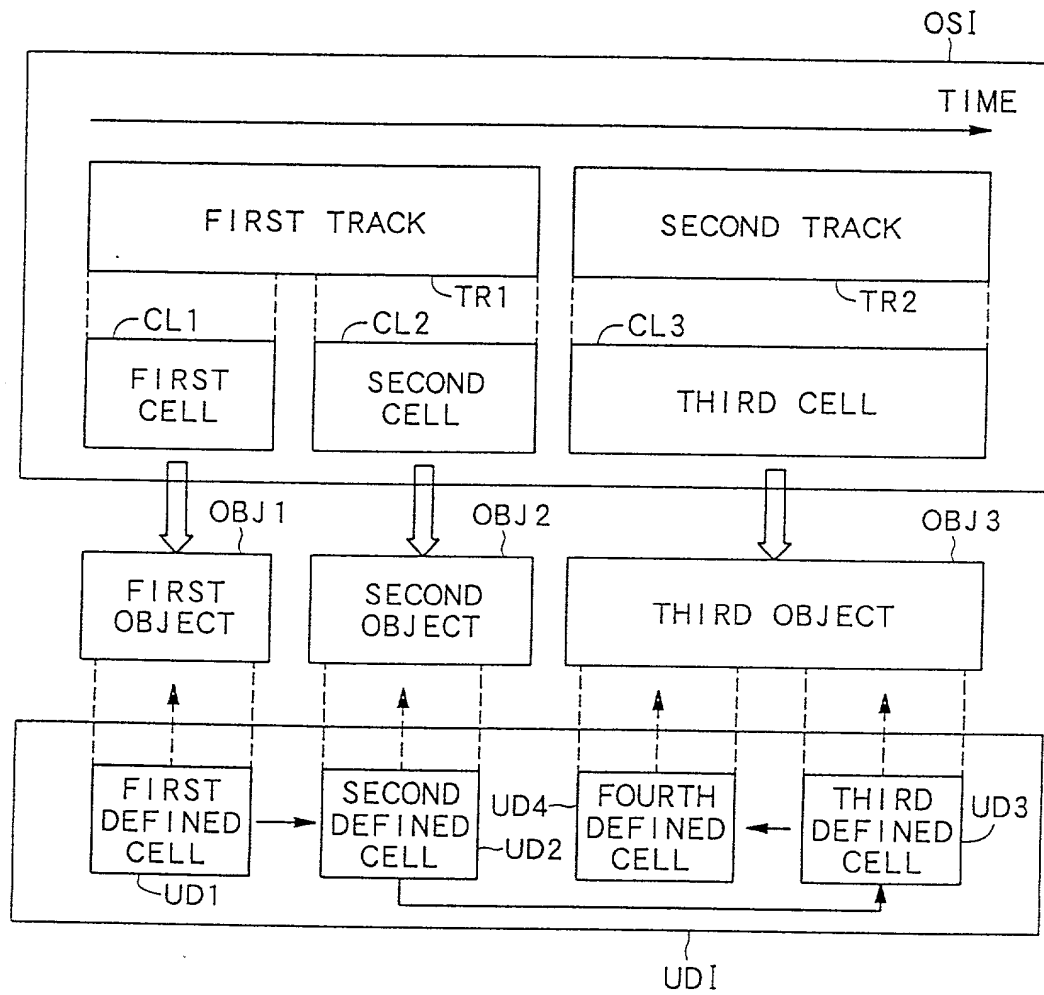 OSI
TIME
FIRST TRACK
SECOND TRACK
TR1
TR2
CL1
CL2
CL3
FIRST
CELL
SECOND
CELL
THIRD CELL
OBJ1
OBJ2
OBJ3
FIRST
OBJECT
SECOND
OBJECT
THIRD OBJECT
FIRST
DEFINED
CELL
SECOND
DEFINED
CELL
UD4
FOURTH
DEFINED
CELL
THIRD
DEFINED
CELL
UD3
UD2
UD1
UDI